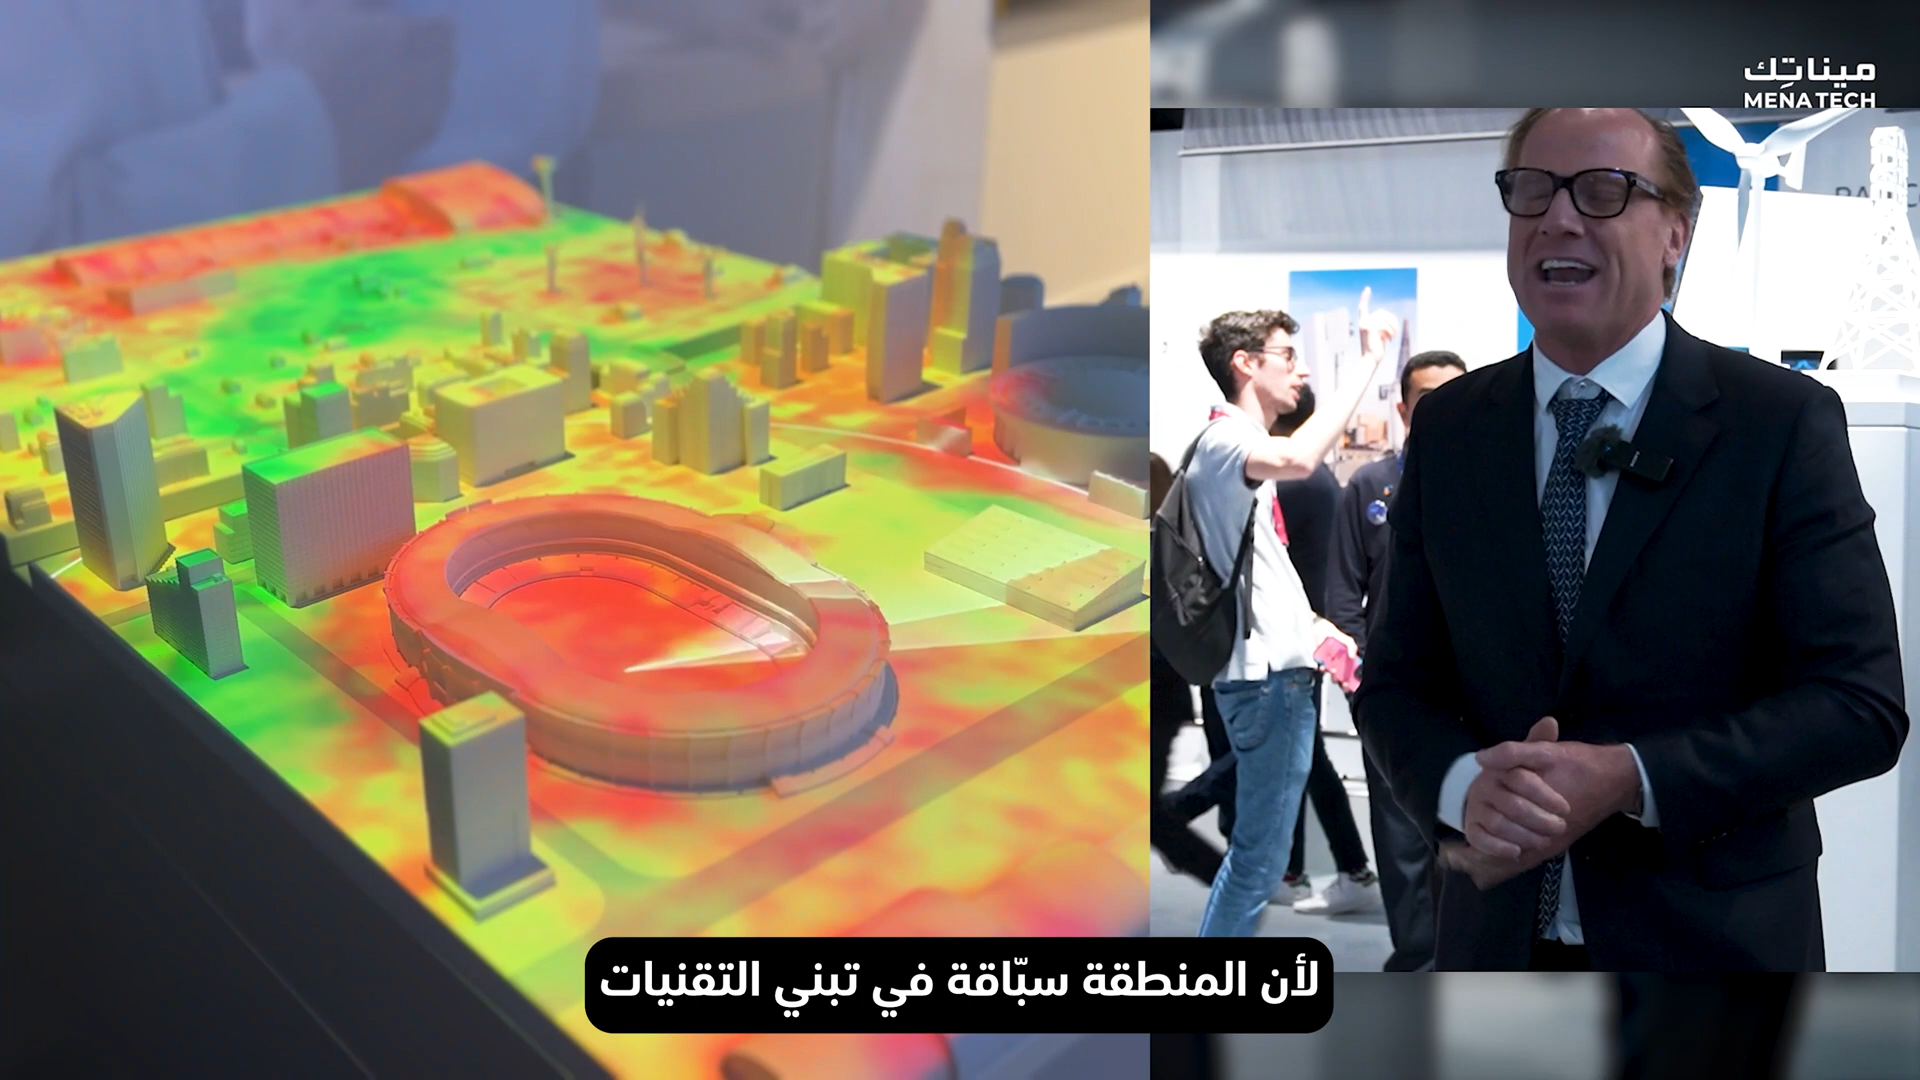 ميناتِك
MENATECH
لأن المنطقة سبّاقة في تبني التقنيات